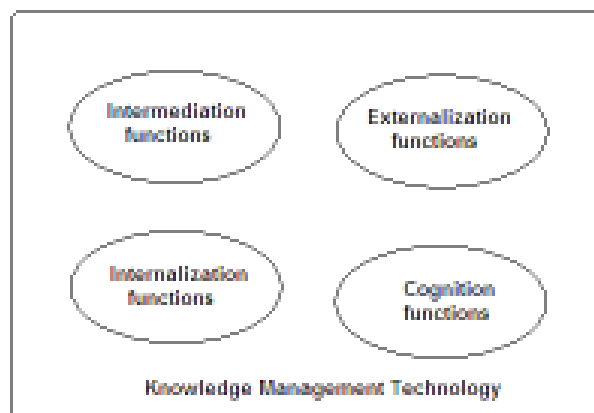 Intermediation
functions
Externalization
functions
Internalization
functions
Cognition
functions
Knowledge Management Technology